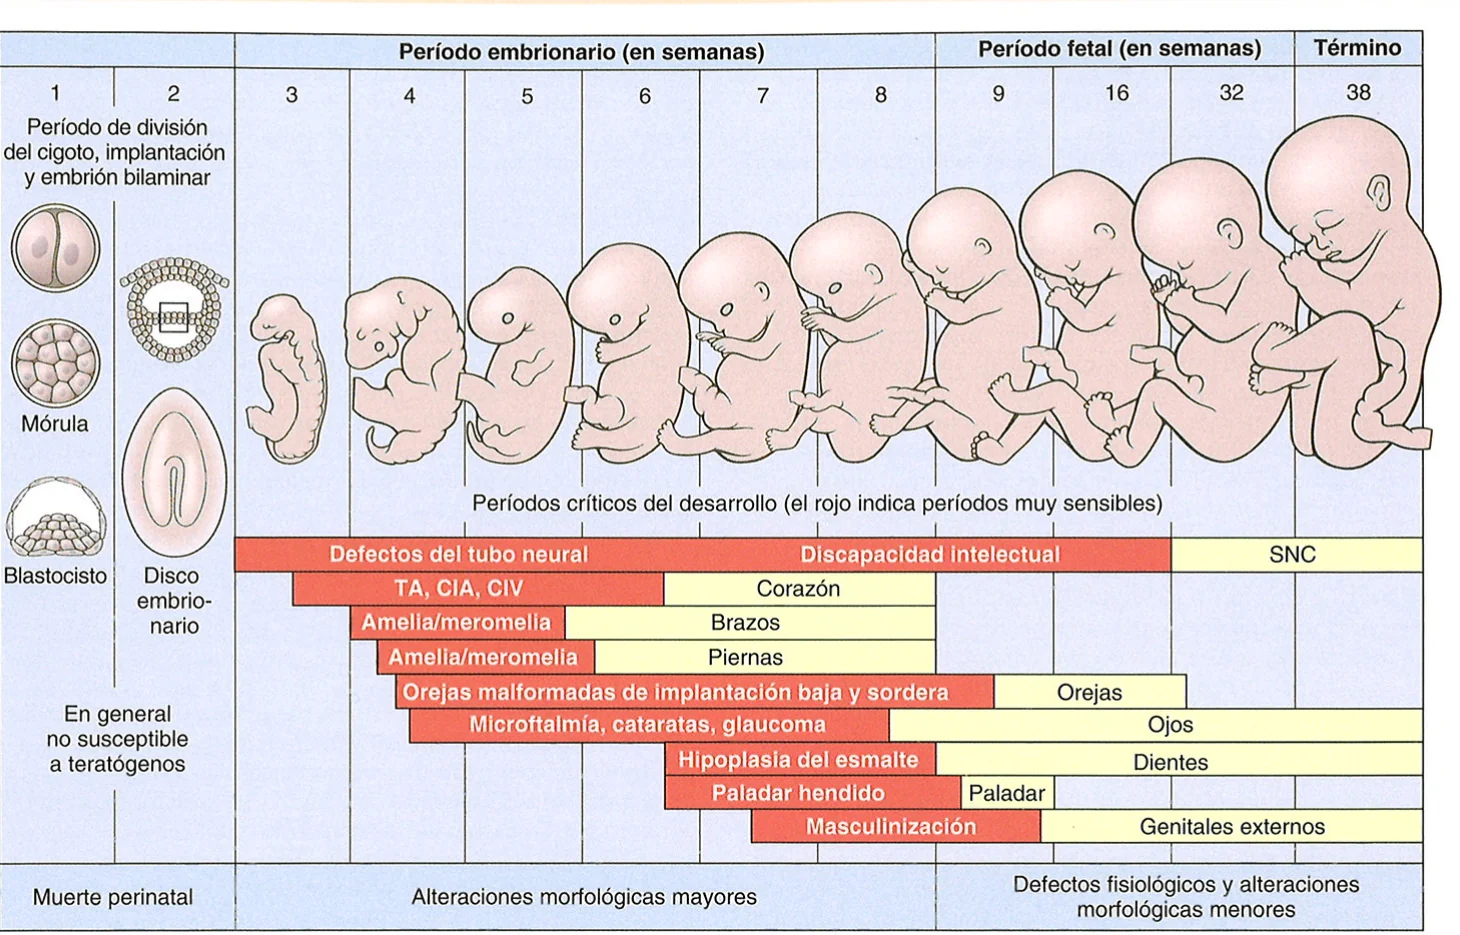 Período embrionario (en semanas)
Período fetal (en semanas)
Término
1
2
3
4
5
6
7
8
9
16
32
38
Período de división
del cigoto, implantación
y embrión bilaminar
Mórula
Blastocisto
Disco
embrio-
nario
En general
no susceptible
a teratógenos
Períodos críticos del desarrollo (el rojo indica períodos muy sensibles)
Defectos del tubo neural
Discapacidad intelectual
SNC
TA, CIA, CIV
Corazón
Amelia/meromelia
Brazos
Amelia/meromelia
Piernas
Orejas malformadas de implantación baja y sordera
Orejas
Microftalmía, cataratas, glaucoma
Ojos
Hipoplasia del esmalte
Dientes
Paladar hendido
Paladar
Masculinización
Genitales externos
Muerte perinatal
Alteraciones morfológicas mayores
Defectos fisiológicos y alteraciones
morfológicas menores